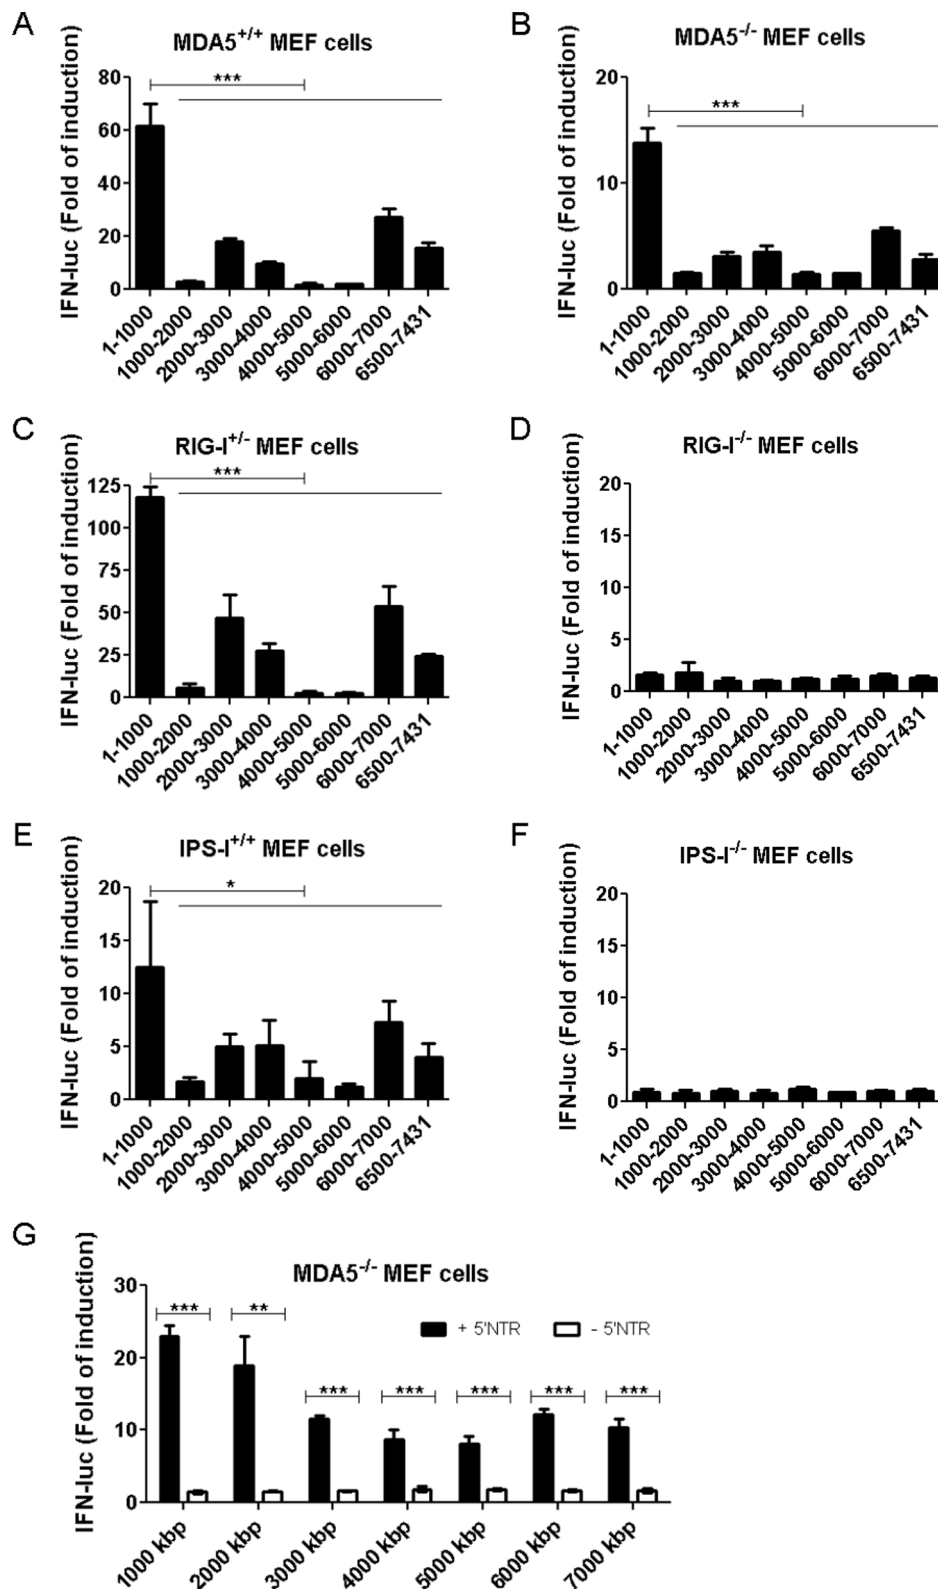 A
MDA5+/+ MEF cells
IFN-luc (Fold of induction)
80
60
40
20
0
***
1-1000
1000-2000
2000-3000
3000-4000
4000-5000
5000-6000
6000-7000
6500-7431
B
MDA5-/- MEF cells
IFN-luc (Fold of induction)
20
10
0
***
1-1000
1000-2000
2000-3000
3000-4000
4000-5000
5000-6000
6000-7000
6500-7431
C
RIG-I+/- MEF cells
IFN-luc (Fold of induction)
125
100
75
50
25
0
***
1-1000
1000-2000
2000-3000
3000-4000
4000-5000
5000-6000
6000-7000
6500-7431
D
RIG-I-/- MEF cells
IFN-luc (Fold of induction)
20
15
10
5
0
1-1000
1000-2000
2000-3000
3000-4000
4000-5000
5000-6000
6000-7000
6500-7431
E
IPS-I+/+ MEF cells
IFN-luc (Fold of induction)
20
15
10
5
0
*
1-1000
1000-2000
2000-3000
3000-4000
4000-5000
5000-6000
6000-7000
6500-7431
F
IPS-I-/- MEF cells
IFN-luc (Fold of induction)
20
15
10
5
0
1-1000
1000-2000
2000-3000
3000-4000
4000-5000
5000-6000
6000-7000
6500-7431
G
MDA5-/- MEF cells
IFN-luc (Fold of induction)
30
20
10
0
*** ** *** *** *** *** ***
+ 5'NTR - 5'NTR
1000 kbp
2000 kbp
3000 kbp
4000 kbp
5000 kbp
6000 kbp
7000 kbp